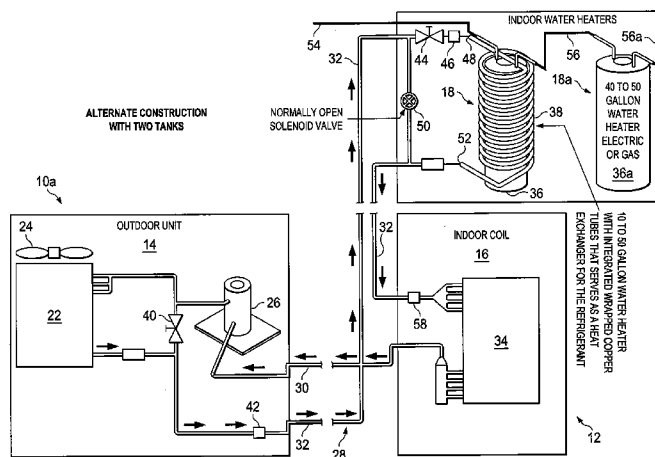 INDOOR WATER HEATERS
54
32
44
46
48
56
56a
18
18a
ALTERNATE CONSTRUCTION
WITH TWO TANKS
NORMALLY OPEN
SOLENOID VALVE
50
38
40 TO 50
GALLON
WATER
HEATER
ELECTRIC
OR GAS
36a
52
36
10a
OUTDOOR UNIT
24
14
22
26
40
42
30
32
28
32
INDOOR COIL
16
58
34
12
10 TO 50 GALLON WATER HEATER
WITH INTEGRATED WRAPPED COPPER
TUBES THAT SERVES AS A HEAT
EXCHANGER FOR THE REFRIGERANT